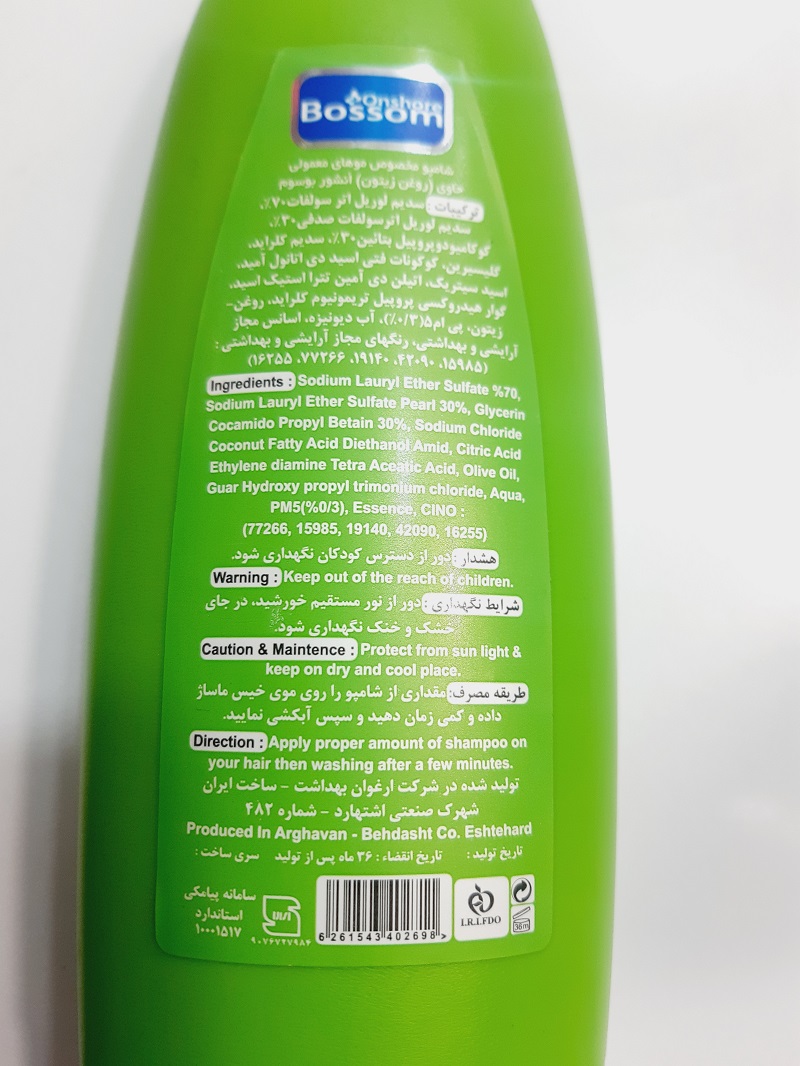 Onshore
Bossom
شامپو مخصوص موهای معمولی
حاوی (روغن زیتون) آنشور بوسوم
ترکیبات : سدیم لوریل اتر سولفات ۷۰٪،
سدیم لوریل اترسولفات صدفی ۳۰٪،
کوکامیدوپروپیل بتائین ۳۰٪، سدیم کلراید،
گلیسیرین، کوکونات فتی اسید دی اتانول آمید،
اسید سیتریک، اتیلن دی آمین تترا استیک اسید،
گوار هیدروکسی پروپیل تریمونیوم کلراید، روغن-
زیتون، پی ام۵(۰/۳٪)، آب دیونیزه، اسانس مجاز
آرایشی و بهداشتی، رنگهای مجاز آرایشی و بهداشتی :
(۱۵۹۸۵، ۴۲۰۹۰، ۱۹۱۴۰، ۷۷۲۶۶، ۱۶۲۵۵)
Ingredients : Sodium Lauryl Ether Sulfate %70,
Sodium Lauryl Ether Sulfate Pearl 30%, Glycerin
Cocamido Propyl Betain 30%, Sodium Chloride
Coconut Fatty Acid Diethanol Amid, Citric Acid
Ethylene diamine Tetra Aceatic Acid, Olive Oil,
Guar Hydroxy propyl trimonium chloride, Aqua,
PM5(%0/3), Essence, CINO :
(77266, 15985, 19140, 42090, 16255)
هشدار : دور از دسترس کودکان نگهداری شود.
Warning : Keep out of the reach of children.
شرایط نگهداری : دور از نور مستقیم خورشید، در جای
خشک و خنک نگهداری شود.
Caution & Maintence : Protect from sun light &
keep on dry and cool place.
طریقه مصرف: مقداری از شامپو را روی موی خیس ماساژ
داده و کمی زمان دهید و سپس آبکشی نمایید.
Direction : Apply proper amount of shampoo on
your hair then washing after a few minutes.
تولید شده در شرکت ارغوان بهداشت - ساخت ایران
شهرک صنعتی اشتهارد - شماره ۴۸۲
Produced In Arghavan - Behdasht Co. Eshtehard
تاریخ تولید : تاریخ انقضاء : ۳۶ ماه پس از تولید سری ساخت :
سامانه پیامکی
استاندارد
۱۰۰۰۱۵۱۷
۹۰۷۶۷۲۷۹۸۴
6 261543 402698 >
I.R.I.FDO
36m